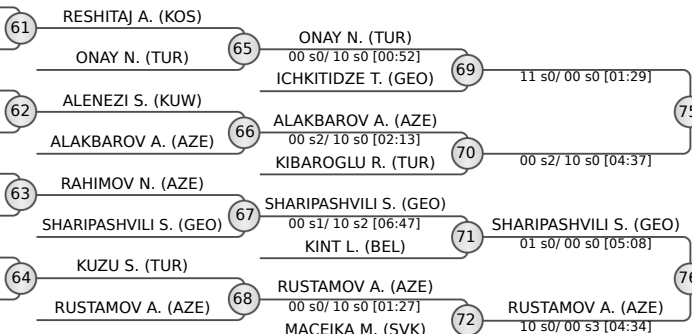 61
RESHITAJ A. (KOS)
ONAY N. (TUR)
62
ALENEZI S. (KUW)
ALAKBAROV A. (AZE)
63
RAHIMOV N. (AZE)
SHARIPASHVILI S. (GEO)
64
KUZU S. (TUR)
RUSTAMOV A. (AZE)
65
ONAY N. (TUR)
00 s0/ 10 s0 [00:52]
ICHKITIDZE T. (GEO)
66
ALAKBAROV A. (AZE)
00 s2/ 10 s0 [02:13]
KIBAROGLU R. (TUR)
67
SHARIPASHVILI S. (GEO)
00 s1/ 10 s2 [06:47]
KINT L. (BEL)
68
RUSTAMOV A. (AZE)
00 s0/ 10 s0 [01:27]
MACEIKA M. (SVK)
69
11 s0/ 00 s0 [01:29]
70
00 s2/ 10 s0 [04:37]
71
SHARIPASHVILI S. (GEO)
01 s0/ 00 s0 [05:08]
72
RUSTAMOV A. (AZE)
10 s0/ 00 s3 [04:34]
75
76